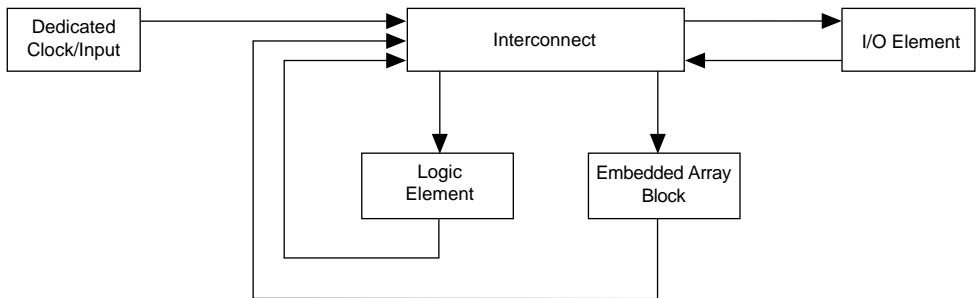 Dedicated
Clock/Input
Interconnect
I/O Element
Logic
Element
Embedded Array
Block